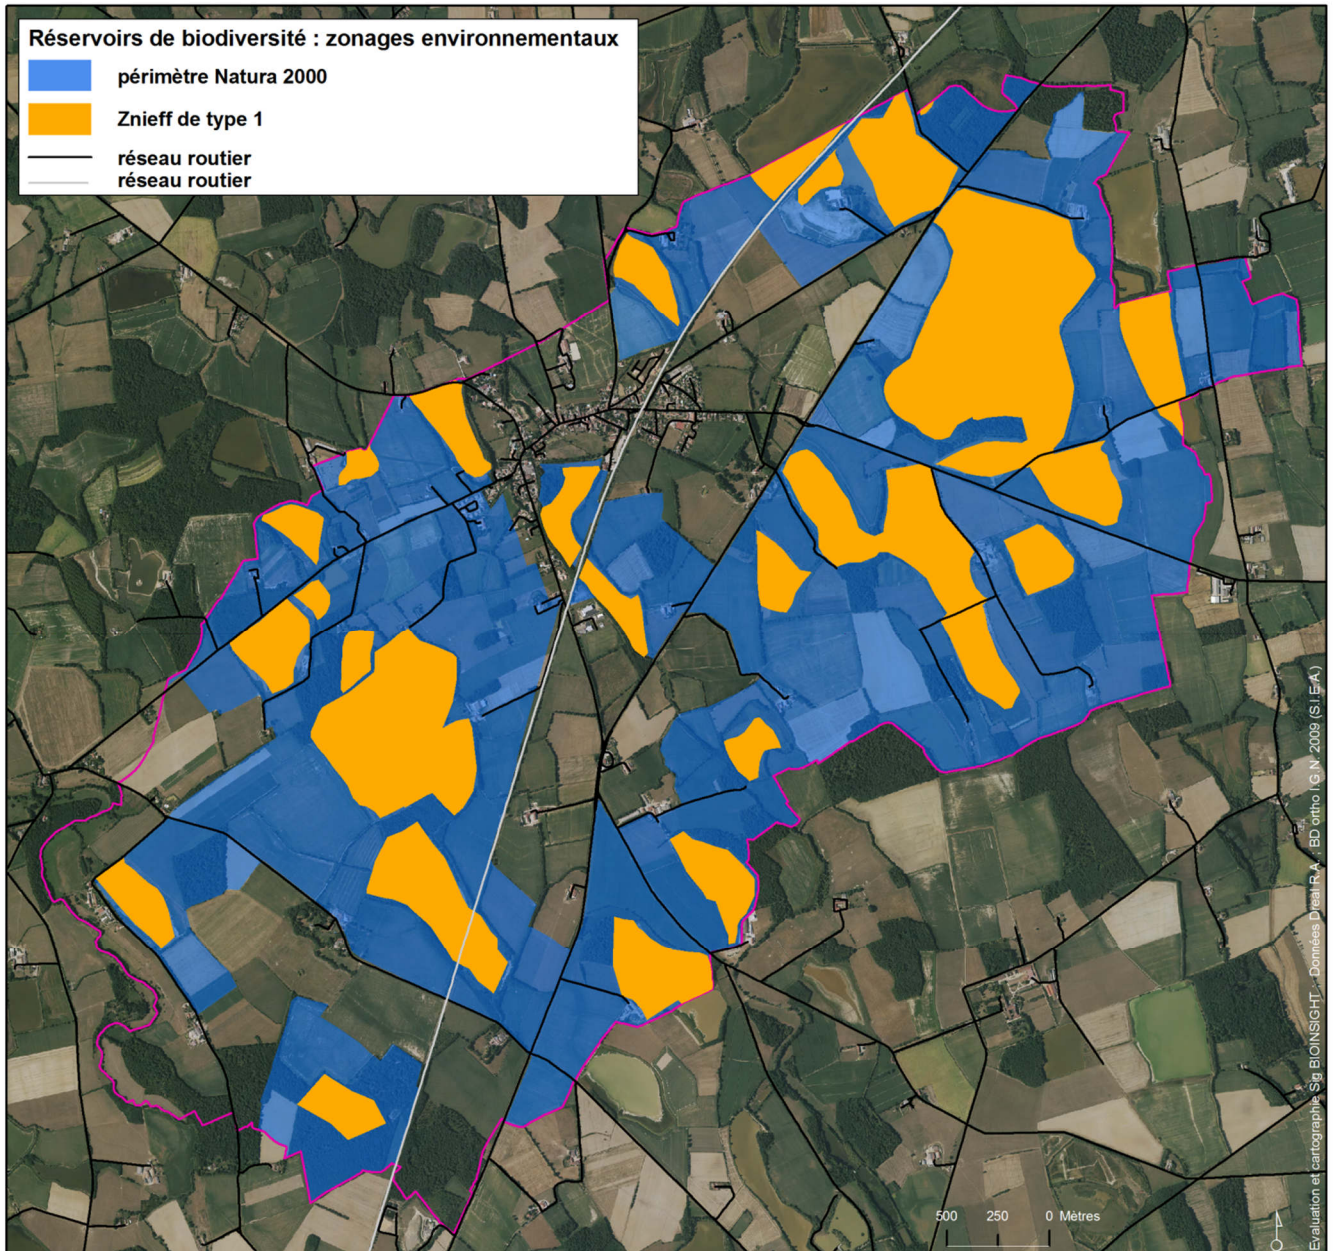 Réservoirs de biodiversité : zonages environnementaux
périmètre Natura 2000
Znieff de type 1
réseau routier
réseau routier
500 250 0 Mètres
Evaluation et cartographie Sig BIOINSIGHT - Données Dréal R.A. ; BD ortho I.G.N. 2009 (S.I.E.A.)